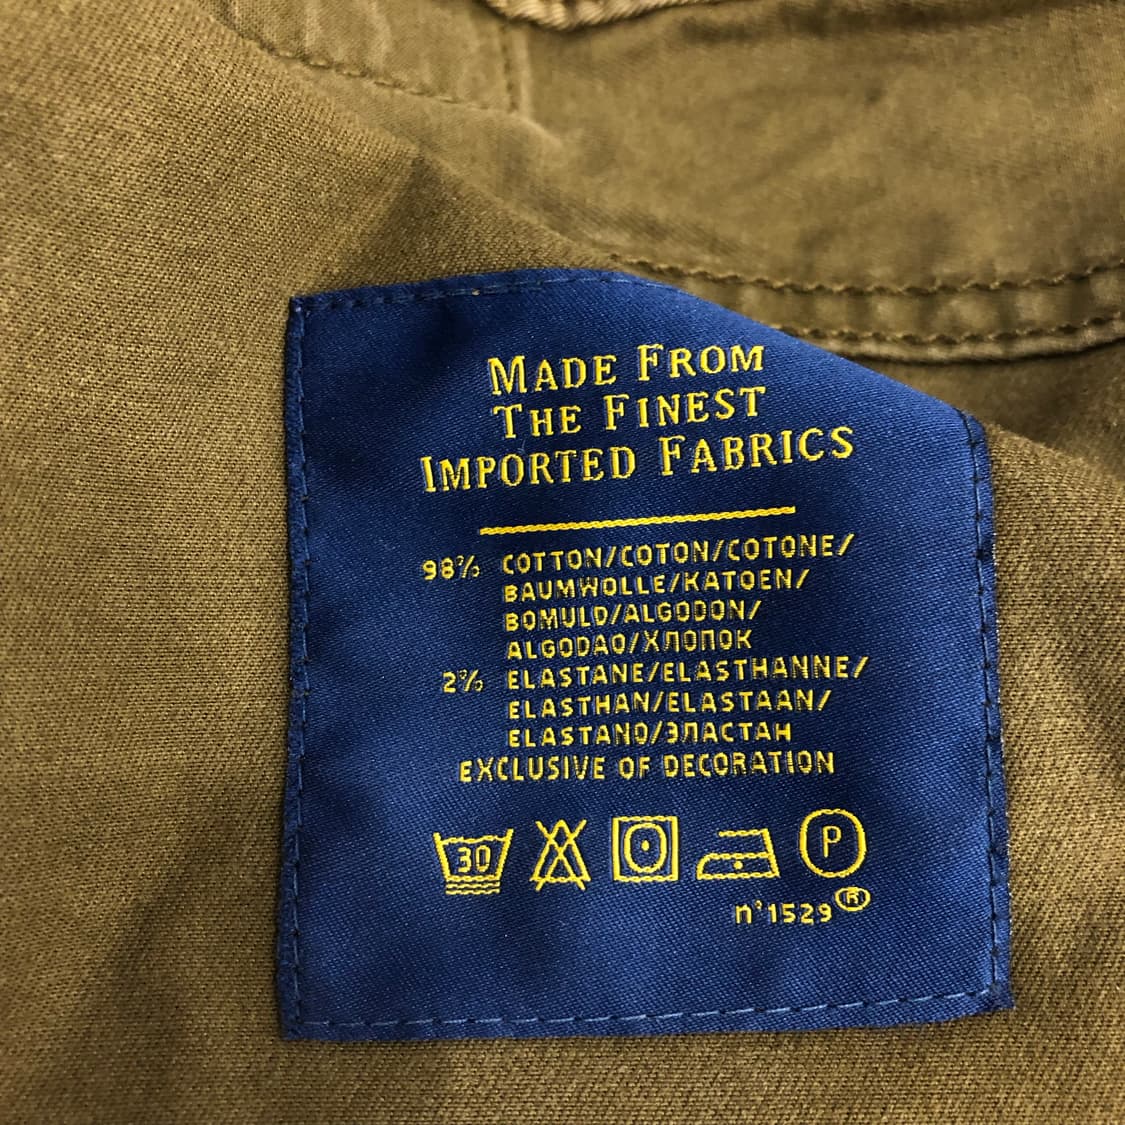 MADE FROM
THE FINEST
IMPORTED FABRICS
98% COTTON/COTON/COTONE/
BAUMWOLLE/KATOEN/
BOMULD/ALGODON/
ALGODAO/ХЛОПОК
2% ELASTANE/ELASTHANNE/
ELASTHAN/ELASTAAN/
ELASTANO/ЭЛАСТАН
EXCLUSIVE OF DECORATION
30 P
n°1529®